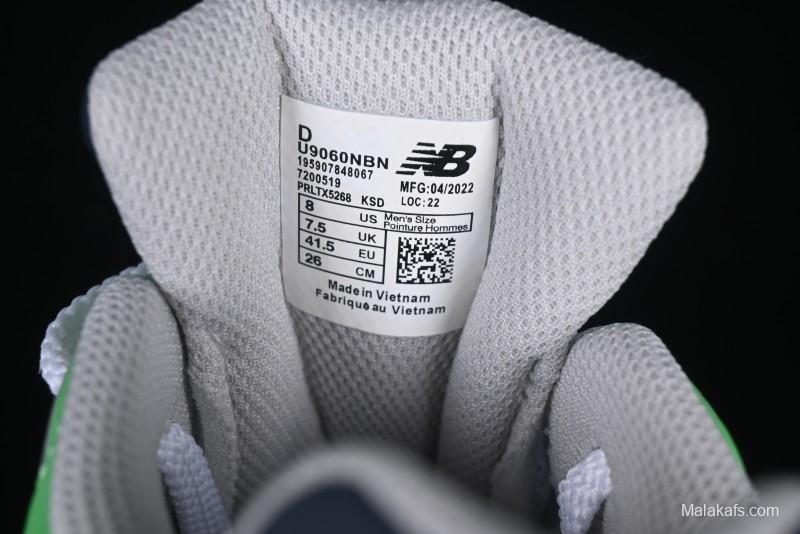 D
U9060NBN
195907848067
7200519
PRLTX5268 KSD
NB
MFG:04/2022
LOC:22
8 US
7.5 UK
41.5 EU
26 CM
Men's Size
Pointure Hommes
Made in Vietnam
Fabriqué au Vietnam
Malakafs.com